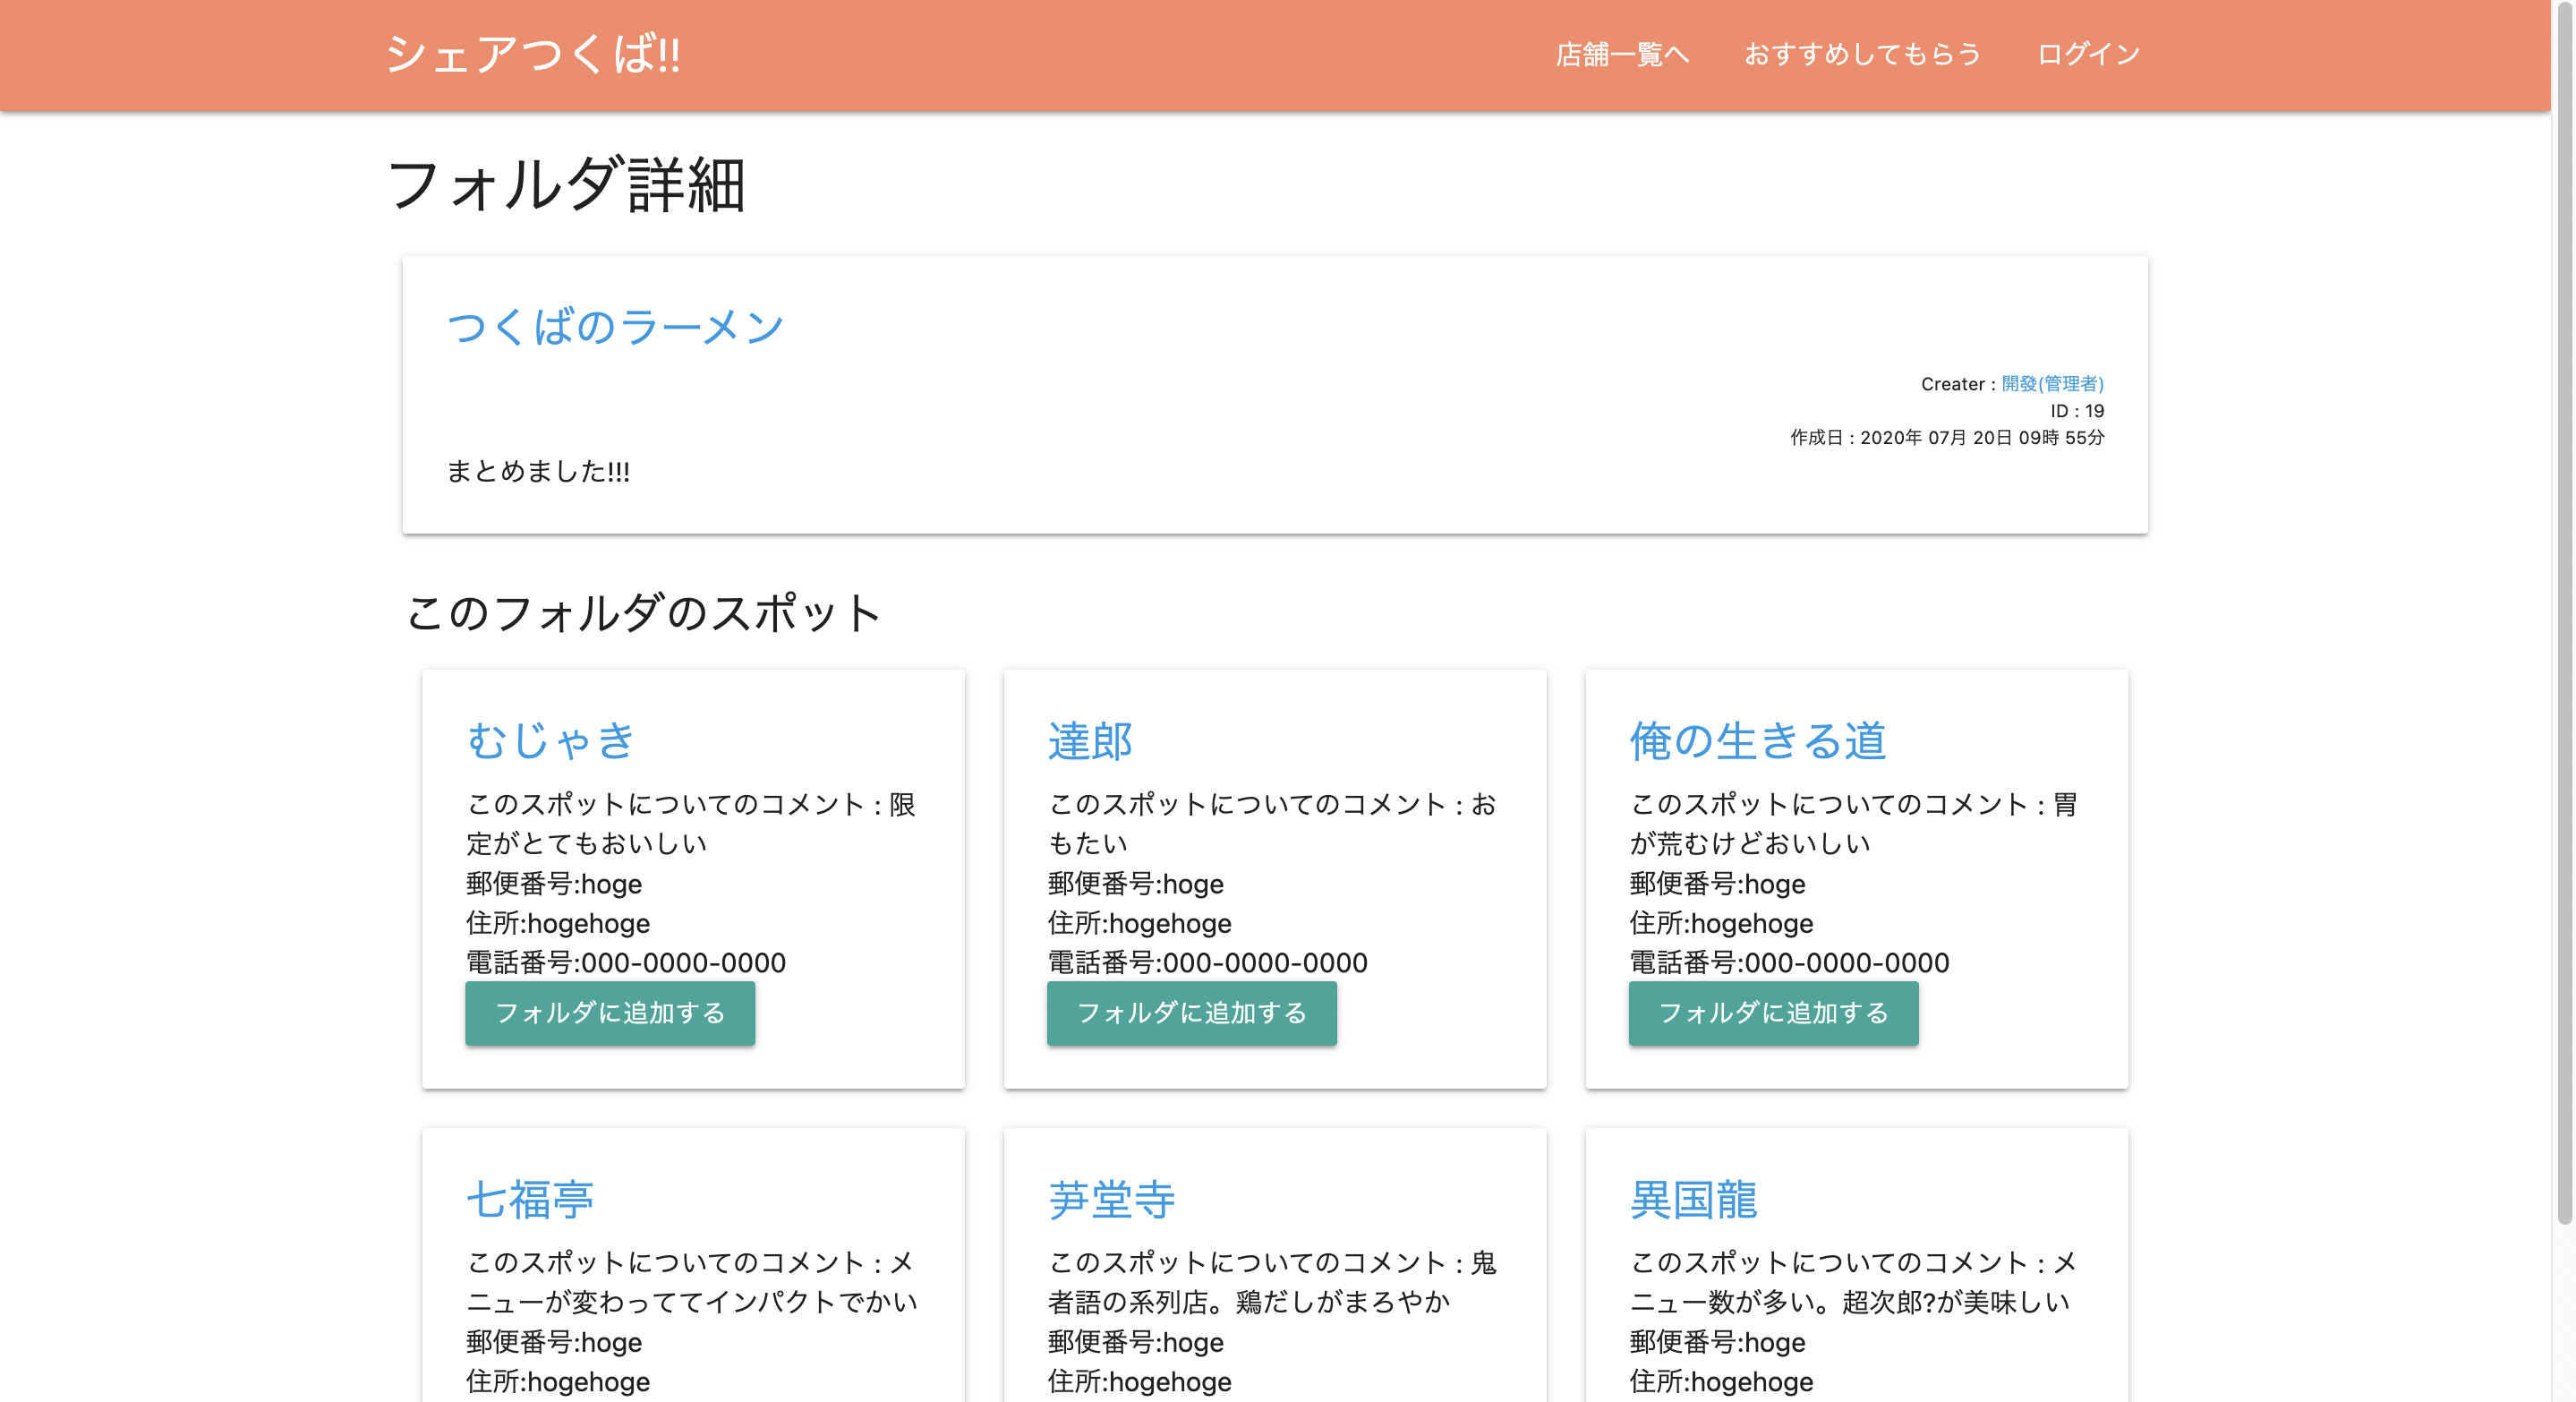 シェアつくば!!
店舗一覧へ おすすめしてもらう ログイン
フォルダ詳細
つくばのラーメン
Creater : 開發(管理者)
ID : 19
作成日 : 2020年 07月 20日 09時 55分
まとめました!!!
このフォルダのスポット
むじゃき
このスポットについてのコメント : 限
定がとてもおいしい
郵便番号:hoge
住所:hogehoge
電話番号:000-0000-0000
フォルダに追加する
達郎
このスポットについてのコメント : お
もたい
郵便番号:hoge
住所:hogehoge
電話番号:000-0000-0000
フォルダに追加する
俺の生きる道
このスポットについてのコメント : 胃
が荒むけどおいしい
郵便番号:hoge
住所:hogehoge
電話番号:000-0000-0000
フォルダに追加する
七福亭
このスポットについてのコメント : メ
ニューが変わっててインパクトでかい
郵便番号:hoge
住所:hogehoge
芛堂寺
このスポットについてのコメント : 鬼
者語の系列店。鶏だしがまろやか
郵便番号:hoge
住所:hogehoge
異国龍
このスポットについてのコメント : メ
ニュー数が多い。超次郎?が美味しい
郵便番号:hoge
住所:hogehoge